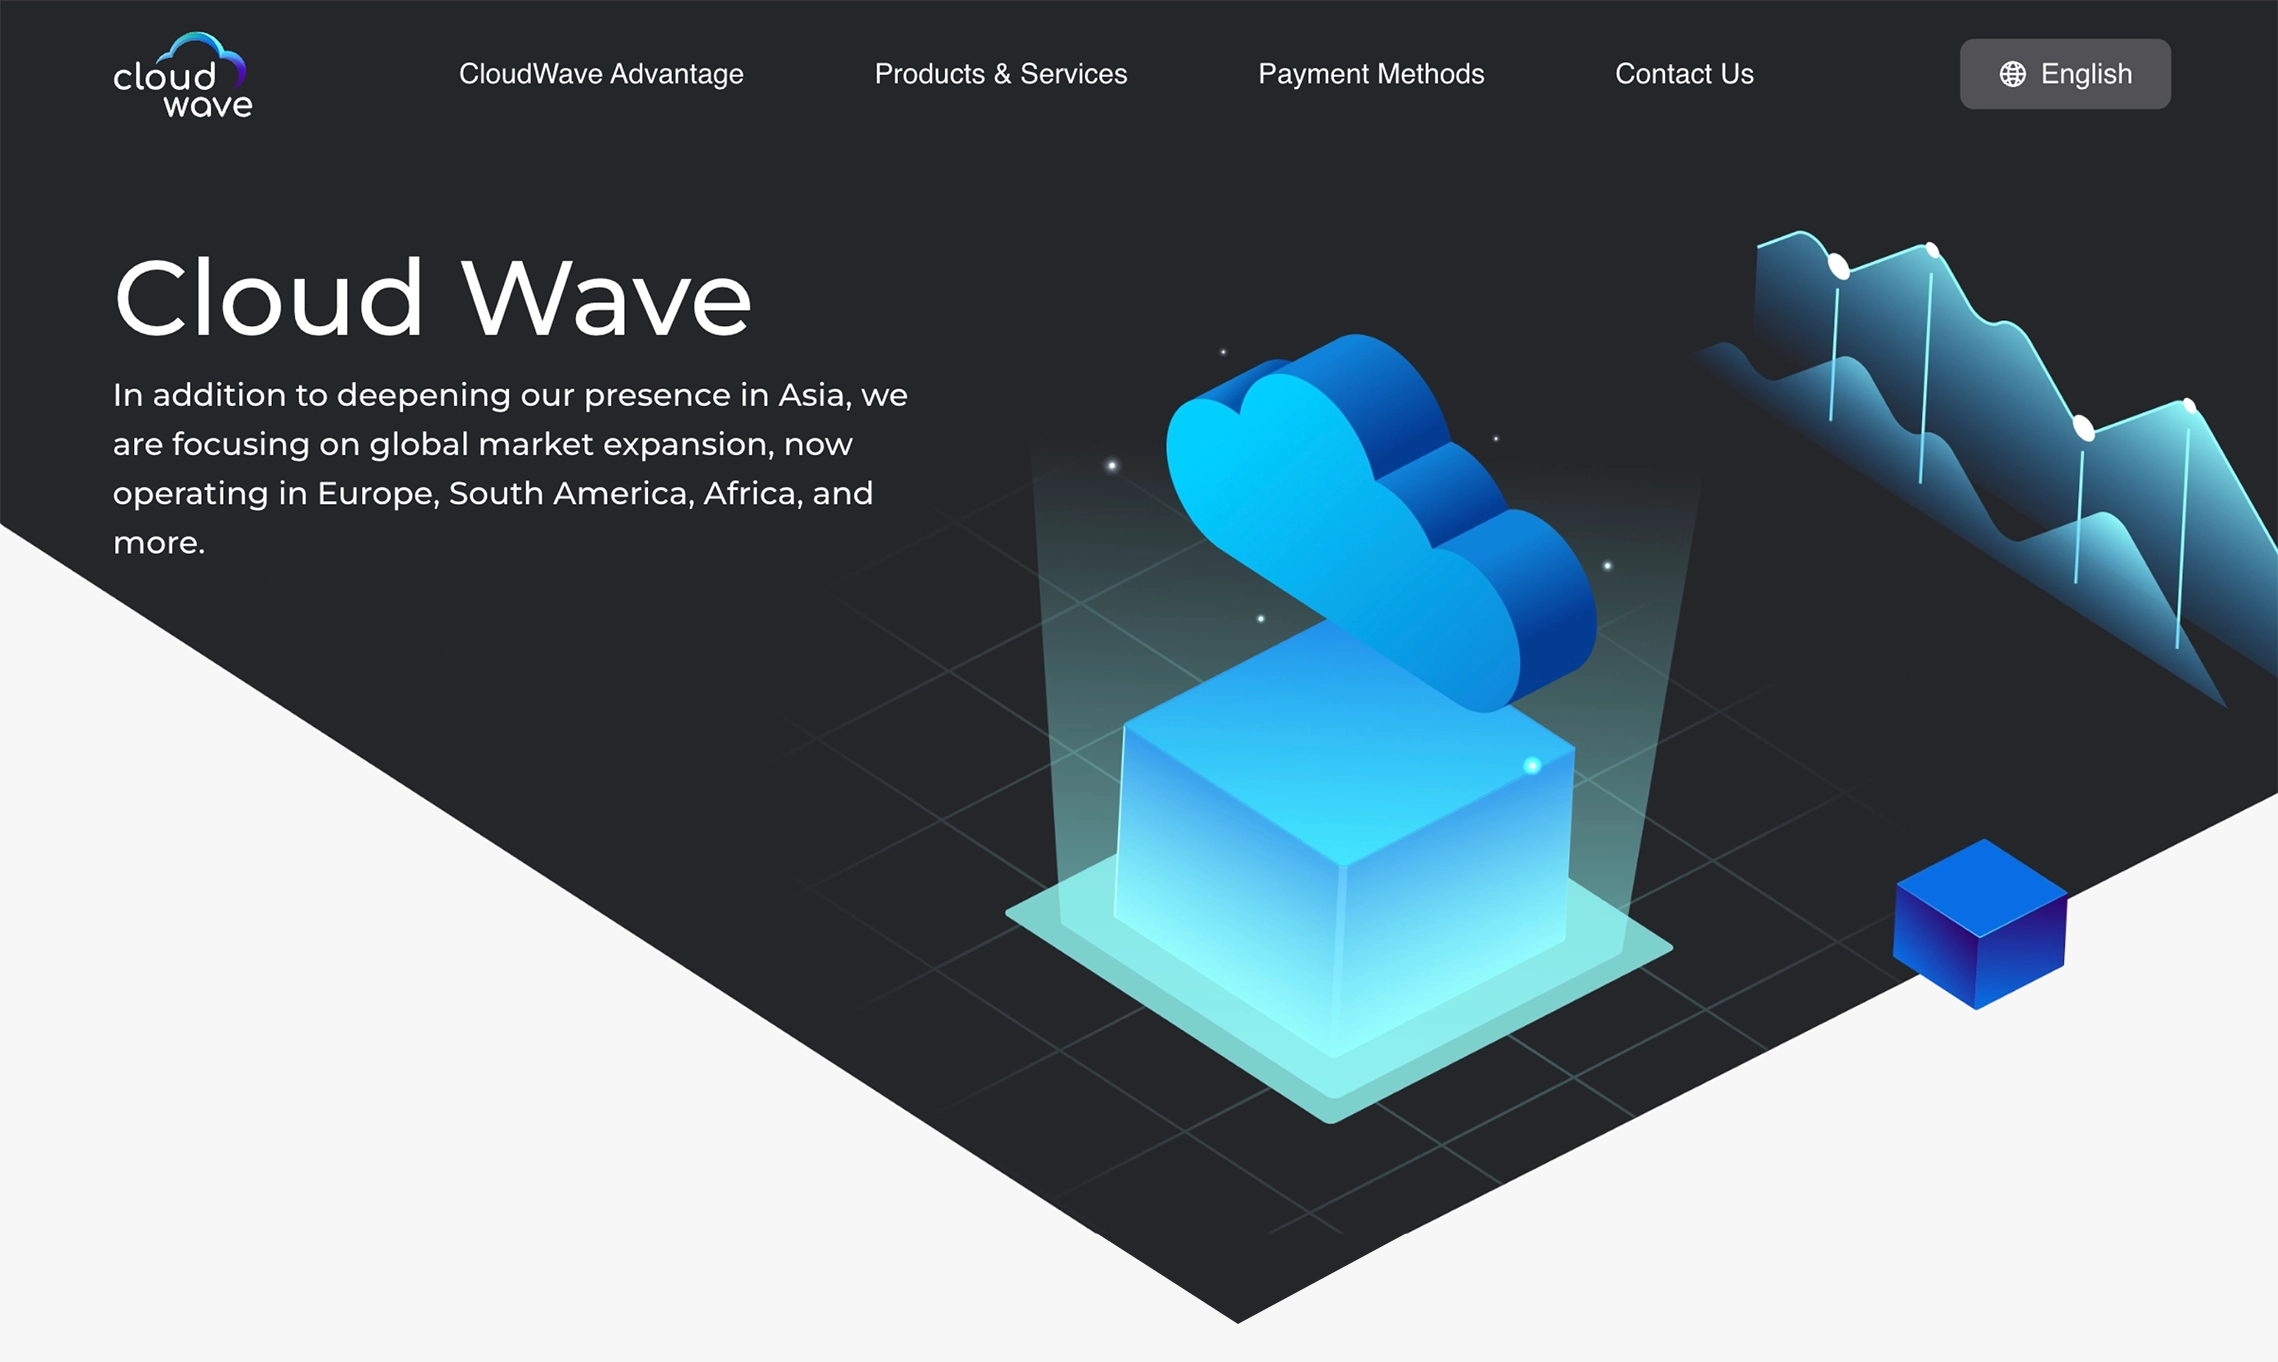 cloud
wave
CloudWave Advantage
Products & Services
Payment Methods
Contact Us
English
Cloud Wave
In addition to deepening our presence in Asia, we
are focusing on global market expansion, now
operating in Europe, South America, Africa, and
more.